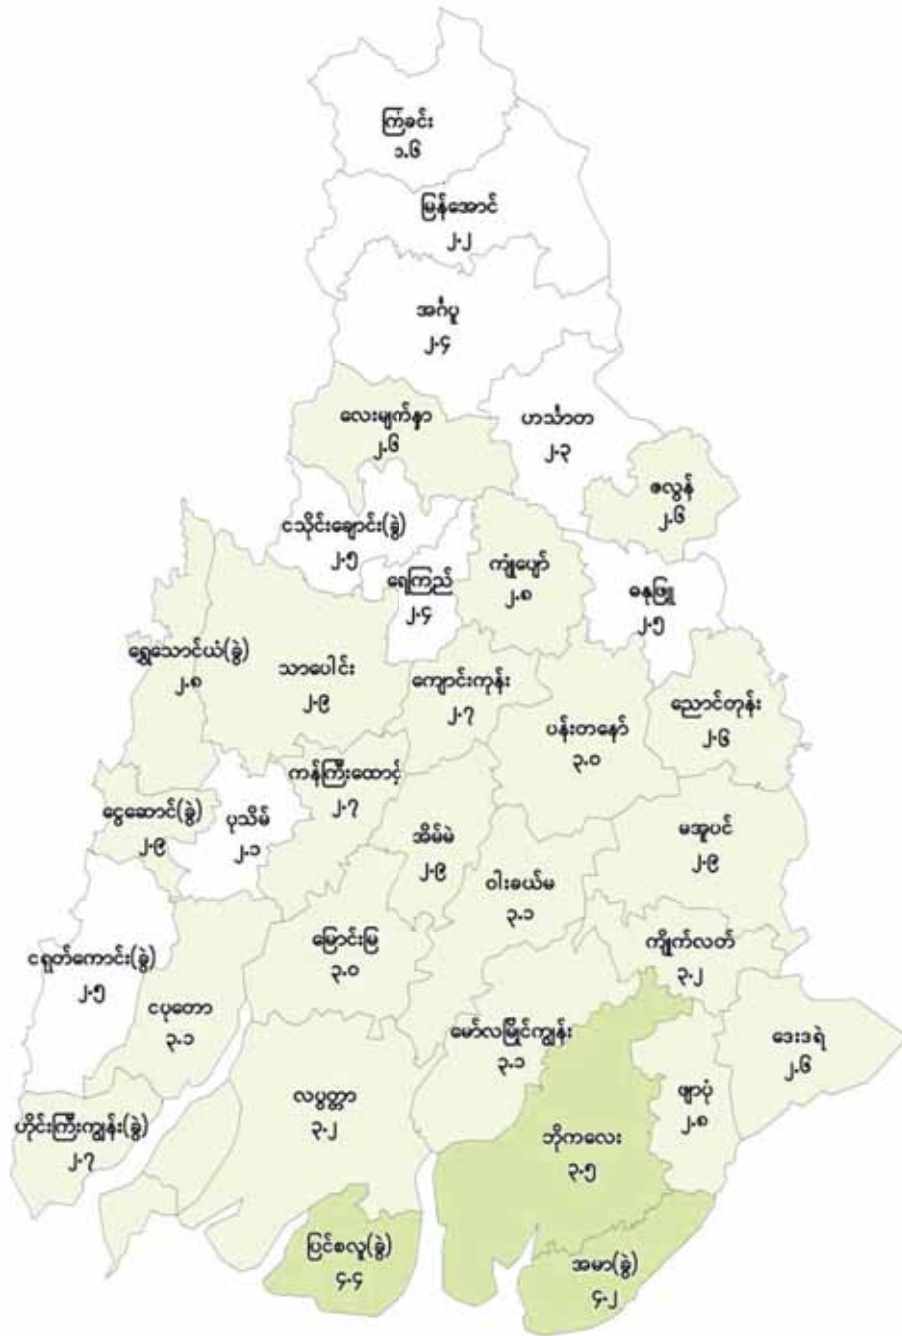 ကြံခင်း
၁.၆
မြန်အောင်
၂.၂
အင်္ဂပူ
၂.၄
လေးမျက်နှာ
၂.၆
ဟင်္သာတ
၂.၃
ဇလွန်
၂.၆
ငသိုင်းချောင်း(ခွဲ)
၂.၅
ရေကြည်
၂.၄
ကျုံပျော်
၂.၈
ဓနုဖြူ
၂.၅
ရွှေသောင်ယံ(ခွဲ)
၂.၈
သာပေါင်း
၂.၉
ကျောင်းကုန်း
၂.၇
ပန်းတနော်
၃.၀
ညောင်တုန်း
၂.၆
ငွေဆောင်(ခွဲ)
၂.၉
ပုသိမ်
၂.၁
ကန်ကြီးထောင့်
၂.၇
အိမ်မဲ
၂.၉
ဝါးခယ်မ
၃.၁
မအူပင်
၂.၉
ငရုတ်ကောင်း(ခွဲ)
၂.၅
ငပုတော
၃.၁
မြောင်းမြ
၃.၀
ကျိုက်လတ်
၃.၂
မော်လမြိုင်ကျွန်း
၃.၁
ဒေးဒရဲ
၂.၆
ဖျာပုံ
၂.၈
ဟိုင်းကြီးကျွန်း(ခွဲ)
၂.၇
လပွတ္တာ
၃.၂
ဘိုကလေး
၃.၅
ပြင်စလူ(ခွဲ)
၄.၄
အမာ(ခွဲ)
၄.၂